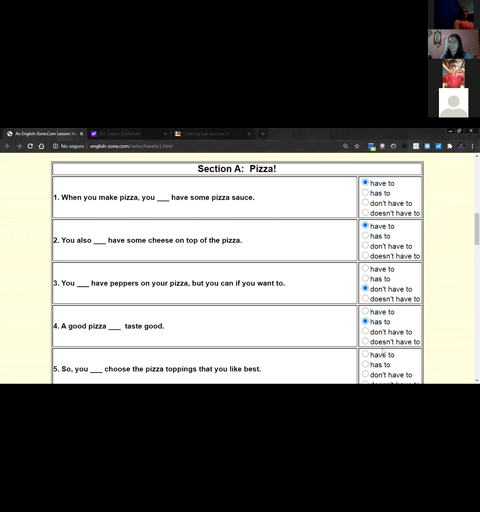 An English-Zone.Com Lesson: H
No seguro | english-zone.com/verbs/havetio1.html
Section A: Pizza!
1. When you make pizza, you ___ have some pizza sauce.
have to
has to
don't have to
doesn't have to
2. You also ___ have some cheese on top of the pizza.
have to
has to
don't have to
doesn't have to
3. You ___ have peppers on your pizza, but you can if you want to.
have to
has to
don't have to
doesn't have to
4. A good pizza ___ taste good.
have to
has to
don't have to
doesn't have to
5. So, you ___ choose the pizza toppings that you like best.
have to
has to
don't have to
doesn't have to